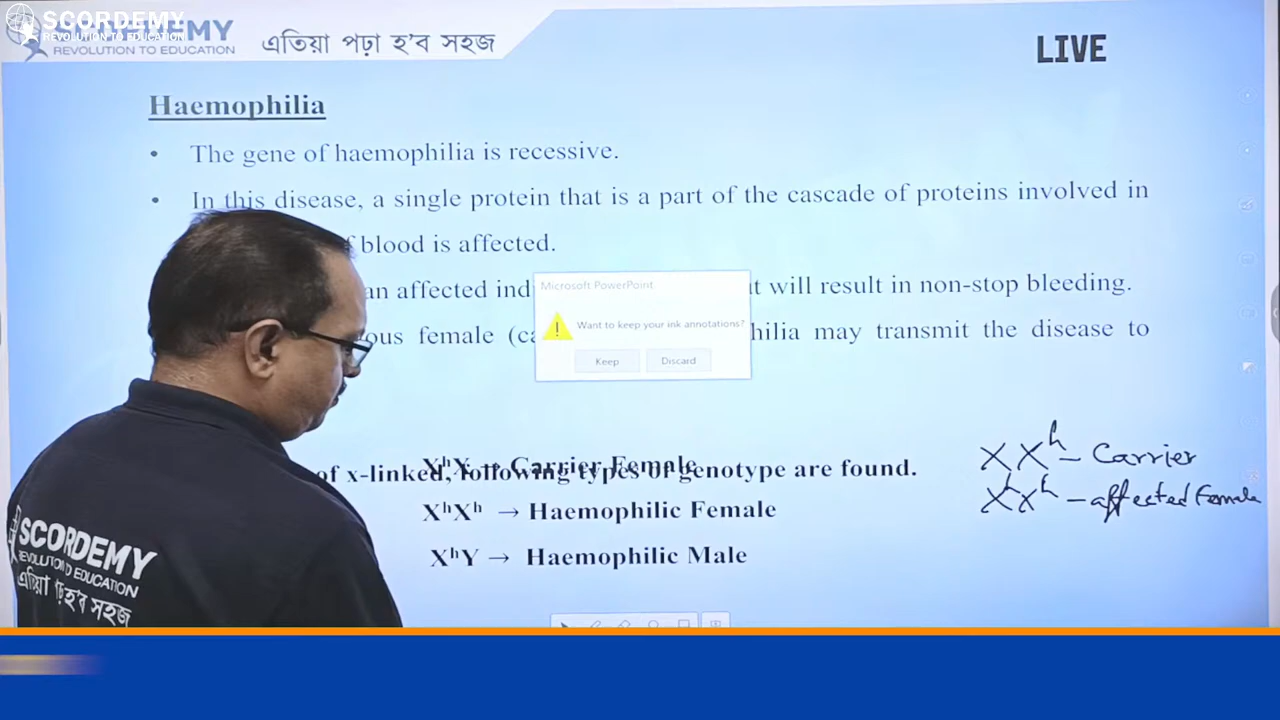 SCORDEMY
REVOLUTION TO EDUCATION
এতিয়া পঢ়া হ'ব সহজ
LIVE
Haemophilia
• The gene of haemophilia is recessive.
• In this disease, a single protein that is a part of the cascade of proteins involved in
blood is affected.
an affected
will result in non-stop bleeding.
female
may transmit the disease to
Microsoft PowerPoint
Want to keep your ink annotations?
Keep Discard
of x-linked, following types of genotype are found.
XʰX → Carrier Female
XʰXʰ → Haemophilic Female
XʰY → Haemophilic Male
XXʰ – Carrier
XʰXʰ – affected Female
SCORDEMY
REVOLUTION TO EDUCATION
এতিয়া পঢ়া হ'ব সহজ